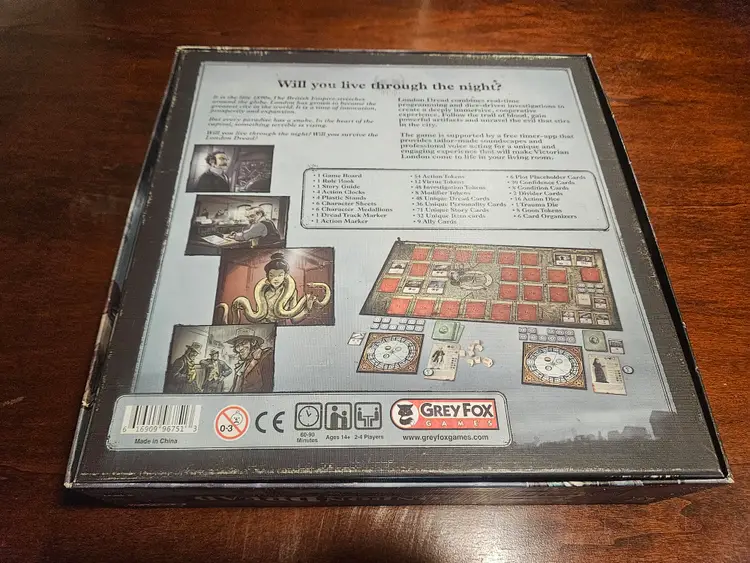 Will you live through the night?
It is the late 1890s. The British Empire stretches
around the globe. London has grown to become the
greatest city in the world. It is a time of innovation,
prosperity and expansion.
But every paradise has a snake. In the heart of the
capital, something terrible is rising.
Will you live through the night? Will you survive the
London Dread?
London Dread combines real-time
programming and dice-driven investigations to
create a deeply immersive, cooperative
experience. Follow the trail of blood, gain
powerful artifacts and unravel the evil that stirs
in the city.
The game is supported by a free timer-app that
provides tailor-made soundscapes and
professional voice acting for a unique and
engaging experience that will make Victorian
London come to life in your living room.
• 1 Game Board
• 1 Rule Book
• 1 Story Guide
• 4 Action Clocks
• 4 Plastic Stands
• 6 Character Sheets
• 6 Character Medallions
• 1 Dread Track Marker
• 1 Action Marker
• 54 Action Tokens
• 12 Virtue Tokens
• 48 Investigation Tokens
• 8 Modifier Tokens
• 48 Unique Dread Cards
• 36 Unique Personality Cards
• 71 Unique Story Cards
• 32 Unique Item cards
• 9 Ally Cards
• 6 Plot Placeholder Cards
Confidence Cards
• 8 Condition Cards
• 2 Divider Cards
• 16 Action Dice
• 1 Trauma Die
• 8 Goon Tokens
• 6 Card Organizers
6 16909 96751 3
Made in China
0-3
CE
60-90
Minutes
Ages 14+
2-4 Players
GREY FOX
GAMES
www.greyfoxgames.com
LONDON DREAD